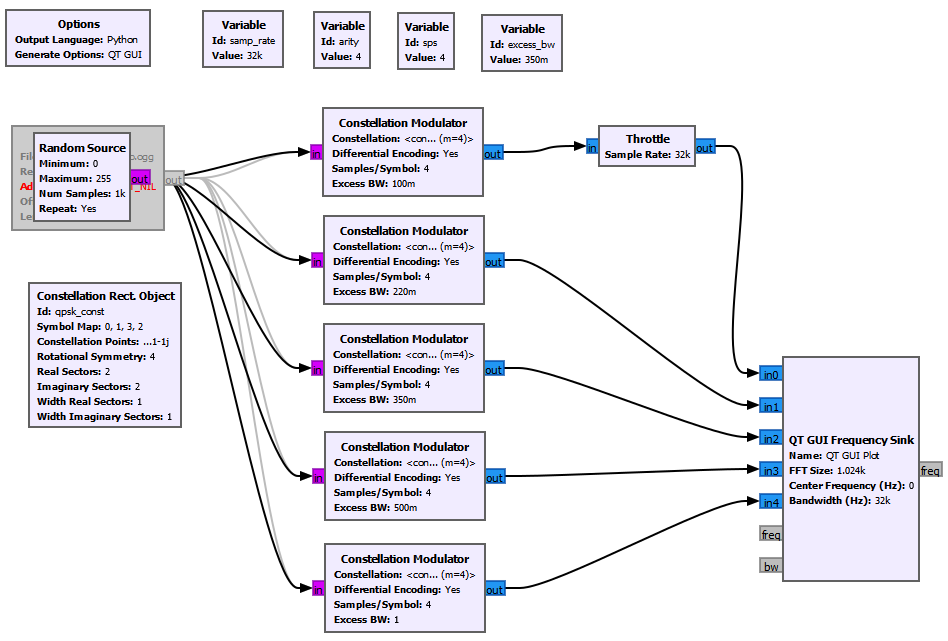 Options
Output Language: Python
Generate Options: QT GUI
Variable
Id: samp_rate
Value: 32k
Variable
Id: arity
Value: 4
Variable
Id: sps
Value: 4
Variable
Id: excess_bw
Value: 350m
Random Source
Minimum: 0
Maximum: 255
Num Samples: 1k
Repeat: Yes
out
out
Constellation Rect. Object
Id: qpsk_const
Symbol Map: 0, 1, 3, 2
Constellation Points: ...1-1j
Rotational Symmetry: 4
Real Sectors: 2
Imaginary Sectors: 2
Width Real Sectors: 1
Width Imaginary Sectors: 1
Constellation Modulator
Constellation: <con... (m=4)>
Differential Encoding: Yes
Samples/Symbol: 4
Excess BW: 100m
in
out
Constellation Modulator
Constellation: <con... (m=4)>
Differential Encoding: Yes
Samples/Symbol: 4
Excess BW: 220m
in
out
Constellation Modulator
Constellation: <con... (m=4)>
Differential Encoding: Yes
Samples/Symbol: 4
Excess BW: 350m
in
out
Constellation Modulator
Constellation: <con... (m=4)>
Differential Encoding: Yes
Samples/Symbol: 4
Excess BW: 500m
in
out
Constellation Modulator
Constellation: <con... (m=4)>
Differential Encoding: Yes
Samples/Symbol: 4
Excess BW: 1
in
out
Throttle
Sample Rate: 32k
in
out
in0
in1
in2
in3
in4
freq
bw
QT GUI Frequency Sink
Name: QT GUI Plot
FFT Size: 1.024k
Center Frequency (Hz): 0
Bandwidth (Hz): 32k
freq